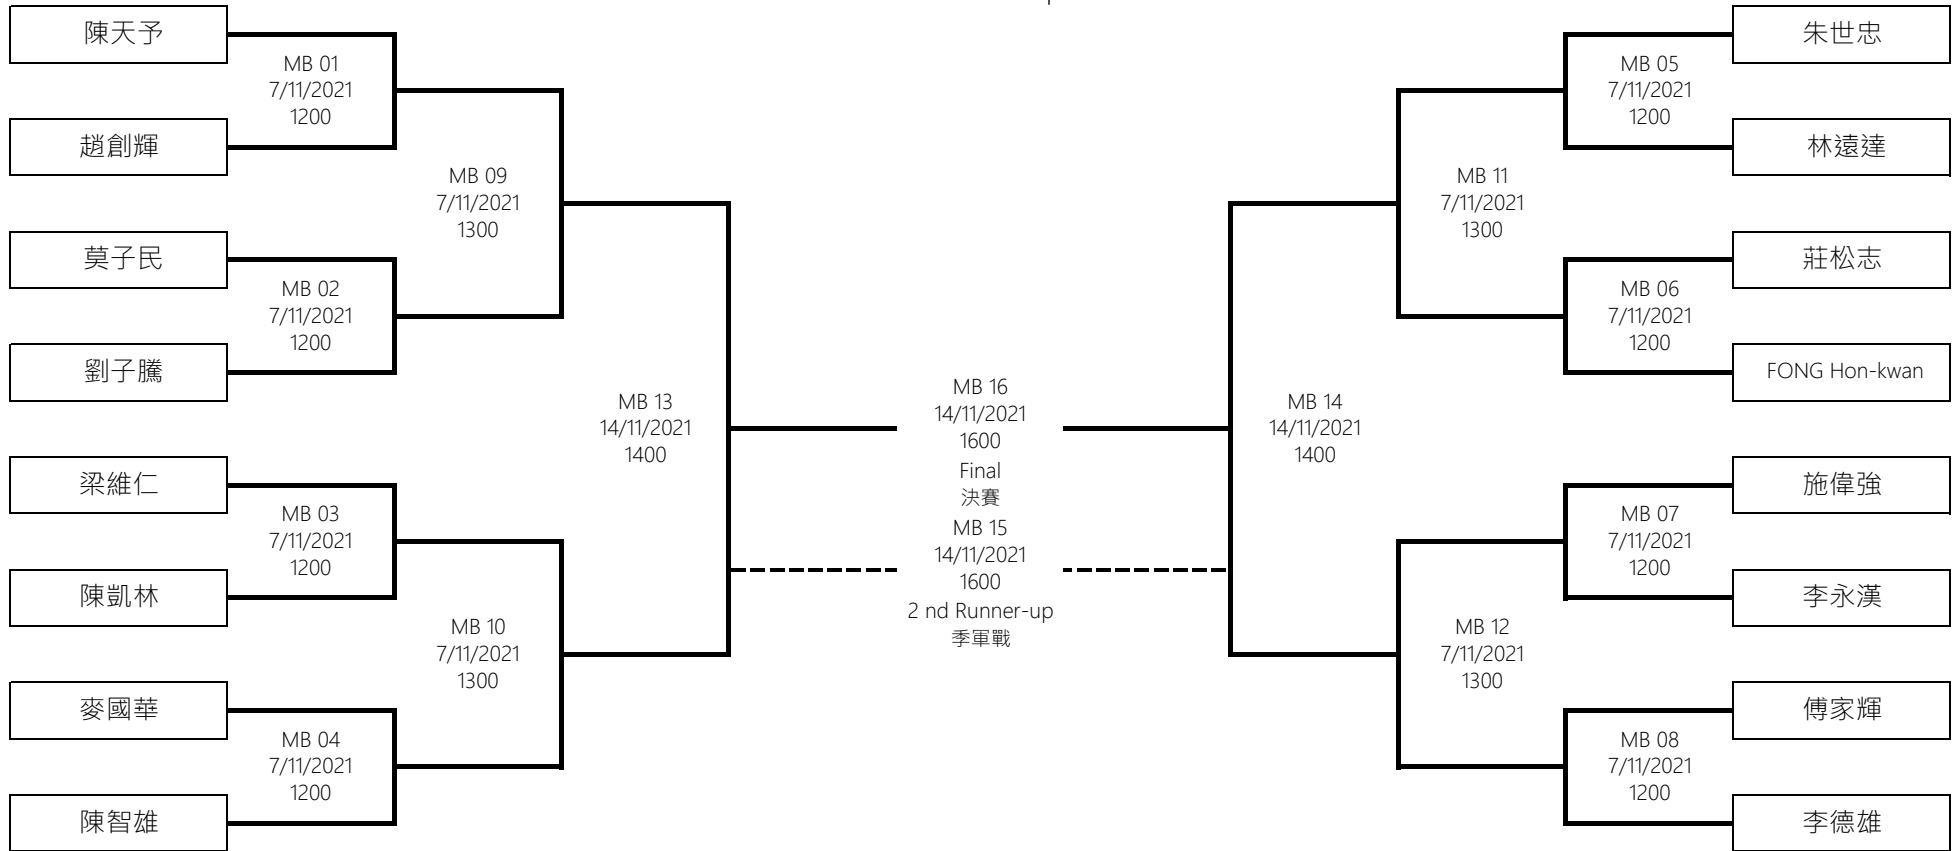 陳天予
MB 01
7/11/2021
1200
趙創輝
MB 09
7/11/2021
1300
莫子民
MB 02
7/11/2021
1200
劉子騰
MB 13
14/11/2021
1400
梁維仁
MB 03
7/11/2021
1200
陳凱林
MB 10
7/11/2021
1300
麥國華
MB 04
7/11/2021
1200
陳智雄
MB 16
14/11/2021
1600
Final
決賽
MB 15
14/11/2021
1600
2 nd Runner-up
季軍戰
朱世忠
MB 05
7/11/2021
1200
林遠達
MB 11
7/11/2021
1300
莊松志
MB 06
7/11/2021
1200
FONG Hon-kwan
MB 14
14/11/2021
1400
施偉強
MB 07
7/11/2021
1200
李永漢
MB 12
7/11/2021
1300
傅家輝
MB 08
7/11/2021
1200
李德雄